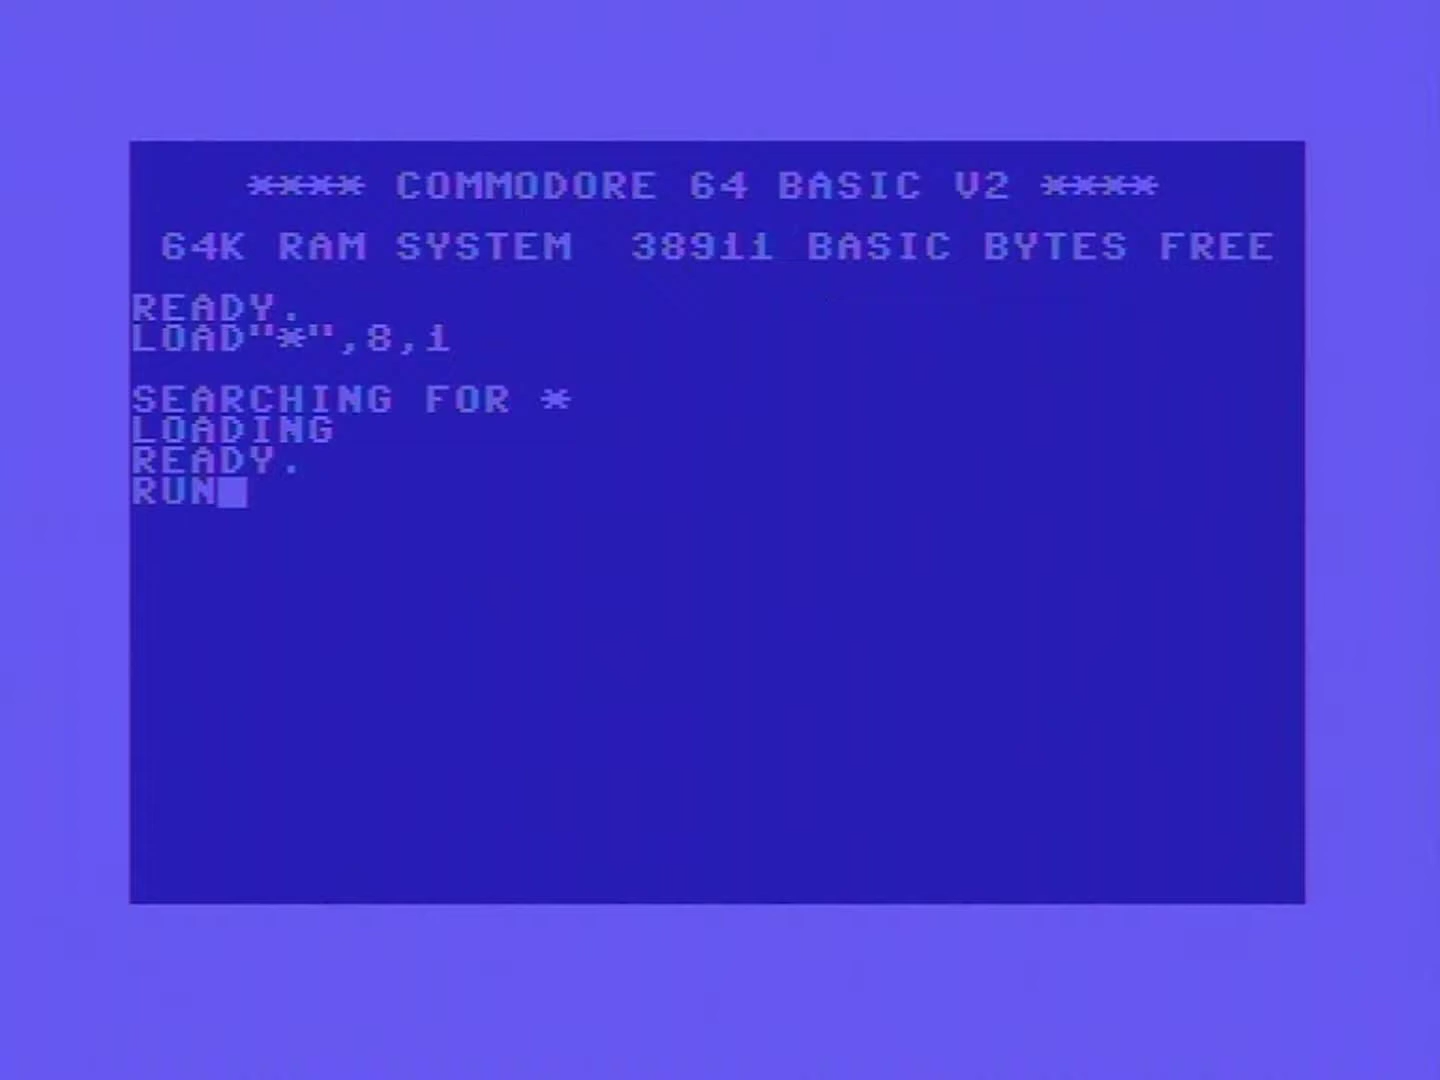 **** COMMODORE 64 BASIC V2 ****
64K RAM SYSTEM  38911 BASIC BYTES FREE
READY.
LOAD"*",8,1
SEARCHING FOR *
LOADING
READY.
RUN